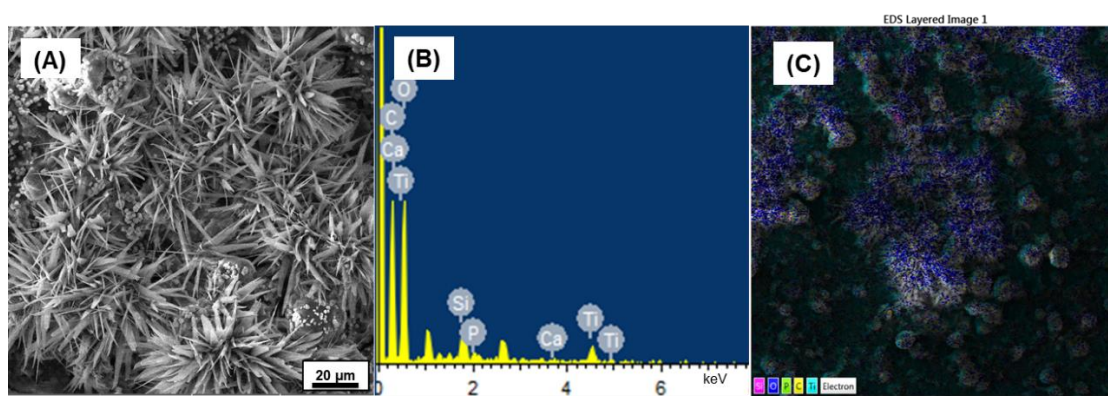 EDS Layered Image 1
(A)
(B)
(C)
O
C
Ca
Ti
Si
P
Ca
Ti
Ti
20 µm
0
2
4
6
keV
Si O P C Ti Electron